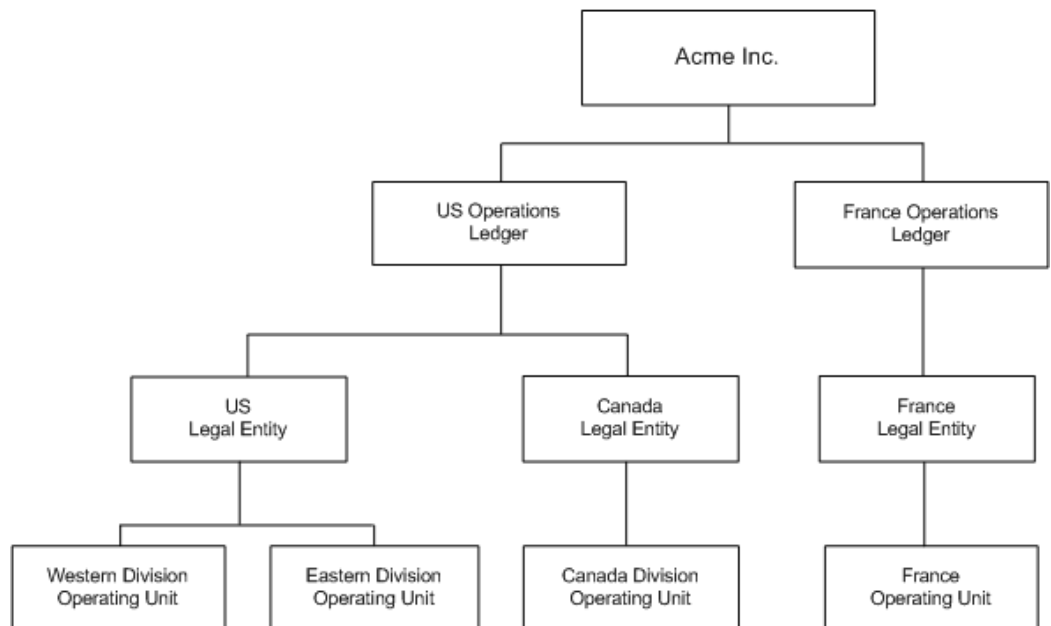 Acme Inc.
US Operations
Ledger
France Operations
Ledger
US
Legal Entity
Canada
Legal Entity
France
Legal Entity
Western Division
Operating Unit
Eastern Division
Operating Unit
Canada Division
Operating Unit
France
Operating Unit